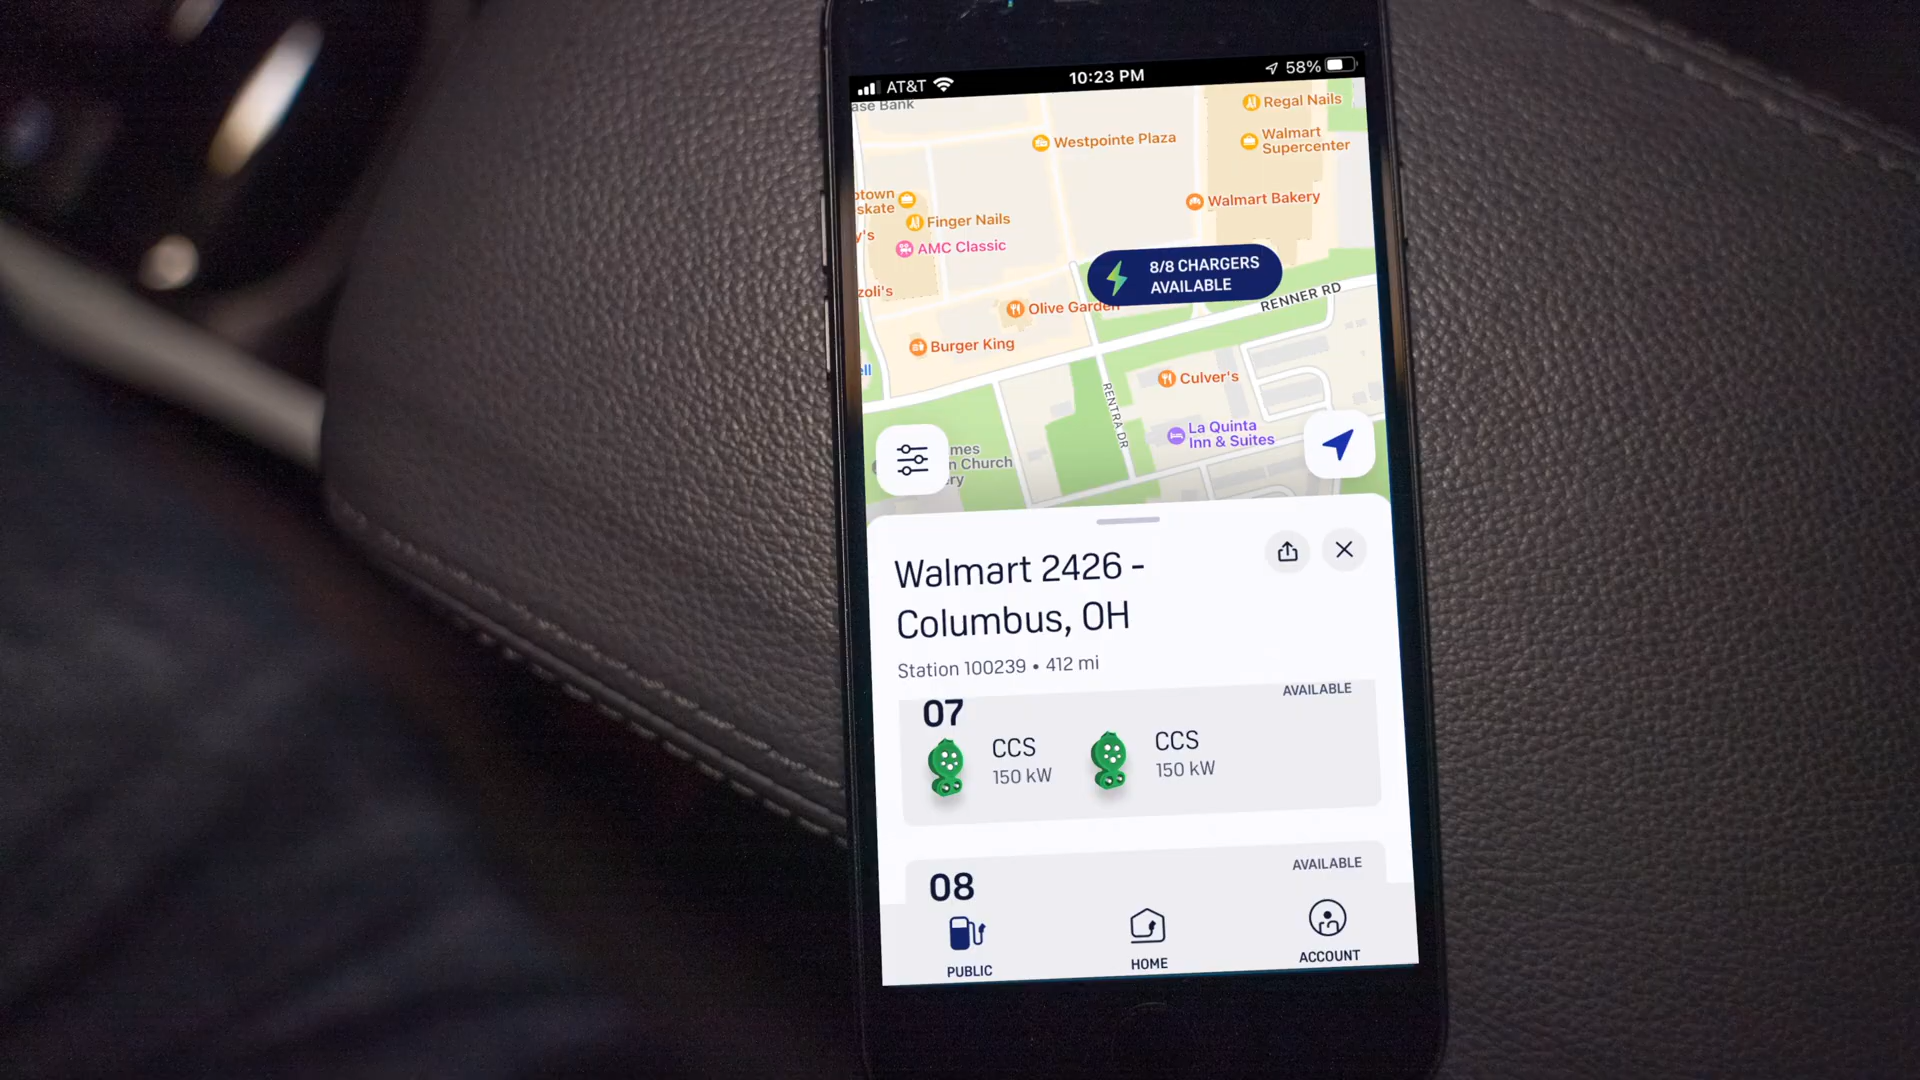 AT&T
10:23 PM
58%
ase Bank
Regal Nails
Westpointe Plaza
Walmart
Supercenter
otown
skate
Walmart Bakery
Finger Nails
y's
AMC Classic
8/8 CHARGERS
AVAILABLE
zoli's
RENNER RD
Olive Garden
Burger King
ell
Culver's
RENTRA DR
La Quinta
Inn & Suites
mes
n Church
ry
Walmart 2426 -
Columbus, OH
Station 100239 • 412 mi
07
AVAILABLE
CCS
150 kW
CCS
150 kW
08
AVAILABLE
PUBLIC
HOME
ACCOUNT